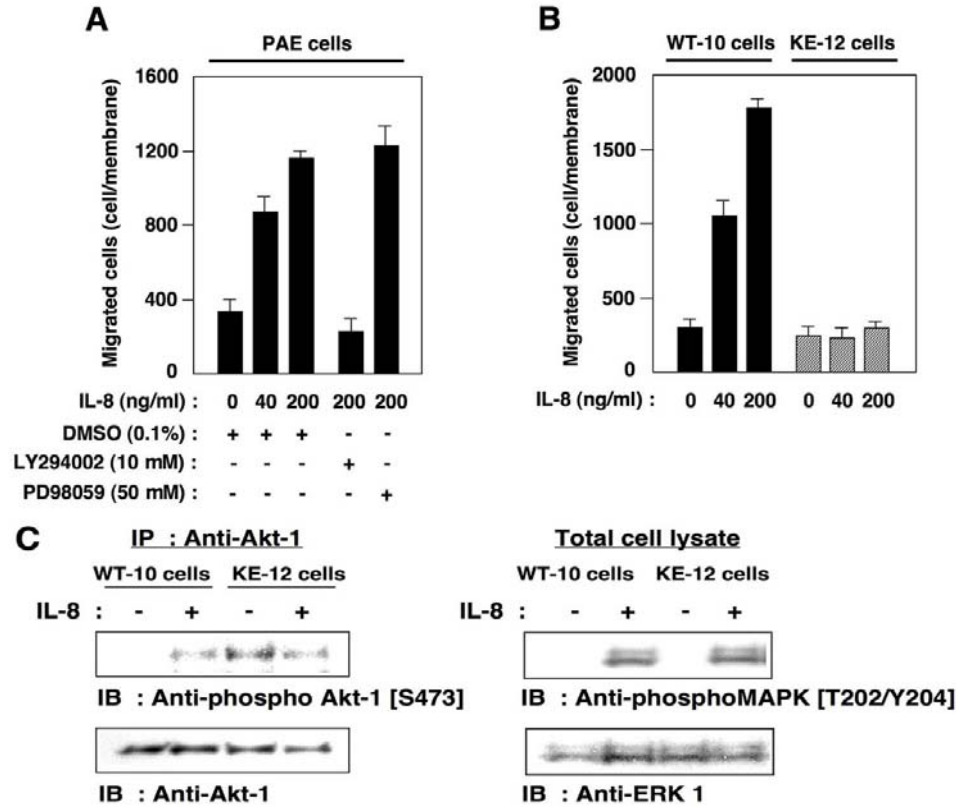 A
PAE cells
1600
1200
800
400
0
Migrated cells (cell/membrane)
IL-8 (ng/ml) : 0 40 200 200 200
DMSO (0.1%) : + + + - -
LY294002 (10 mM) : - - - + -
PD98059 (50 mM) : - - - - +
B
WT-10 cells KE-12 cells
2000
1500
1000
500
0
Migrated cells (cell/membrane)
IL-8 (ng/ml) : 0 40 200 0 40 200
C
IP : Anti-Akt-1
WT-10 cells KE-12 cells
IL-8 : - + - +
IB : Anti-phospho Akt-1 [S473]
IB : Anti-Akt-1
Total cell lysate
WT-10 cells KE-12 cells
IL-8 : - + - +
IB : Anti-phosphoMAPK [T202/Y204]
IB : Anti-ERK 1